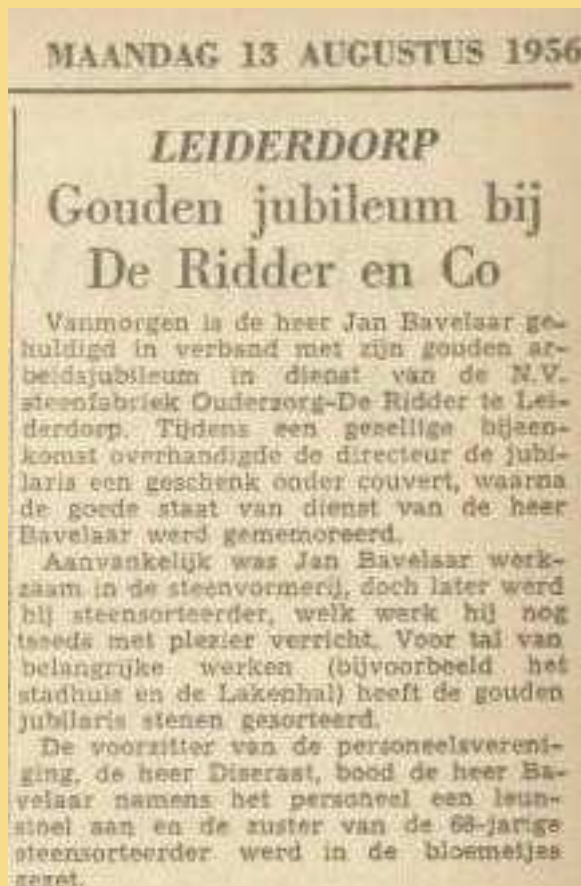 MAANDAG 13 AUGUSTUS 1956
LEIDERDORP
Gouden jubileum bij
De Ridder en Co
Vanmorgen is de heer Jan Bavelaar ge-
huldigd in verband met zijn gouden ar-
beidsjubileum in dienst van de N.V.
steenfabriek Ouderzorg-De Ridder te Lei-
derdorp. Tijdens een gezellige bijeen-
komst overhandigde de directeur de jubi-
laris een geschenk onder couvert, waarna
de goede staat van dienst van de heer
Bavelaar werd gememoreerd.
Aanvankelijk was Jan Bavelaar werk-
zaam in de steenvormerij, doch later werd
hij steensorteerder, welk werk hij nog
steeds met plezier verricht. Voor tal van
belangrijke werken (bijvoorbeeld het
stadhuis en de Lakenhal) heeft de gouden
jubilaris stenen gesorteerd.
De voorzitter van de personeelsvereni-
ging, de heer Diseraat, bood de heer Ba-
velaar namens het personeel een leun-
stoel aan en de zuster van de 68-jarige
steensorteerder werd in de bloemetjes
gezet.